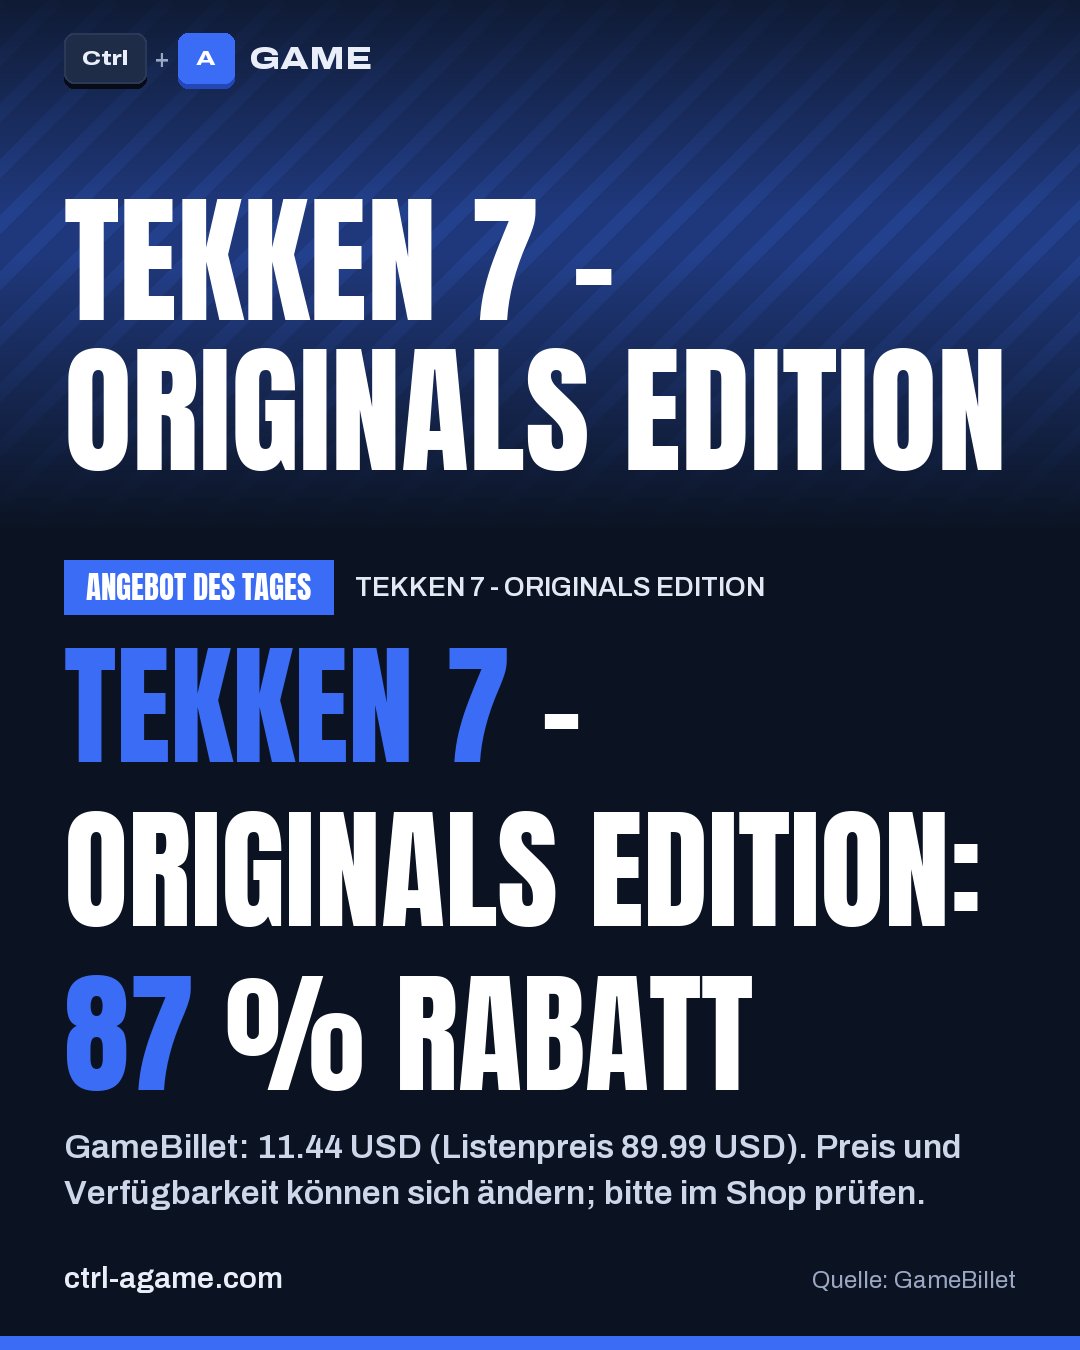 Ctrl + A GAME
TEKKEN 7 -
ORIGINALS EDITION
ANGEBOT DES TAGES TEKKEN 7 - ORIGINALS EDITION
TEKKEN 7 -
ORIGINALS EDITION:
87 % RABATT
GameBillet: 11.44 USD (Listenpreis 89.99 USD). Preis und
Verfügbarkeit können sich ändern; bitte im Shop prüfen.
ctrl-agame.com Quelle: GameBillet